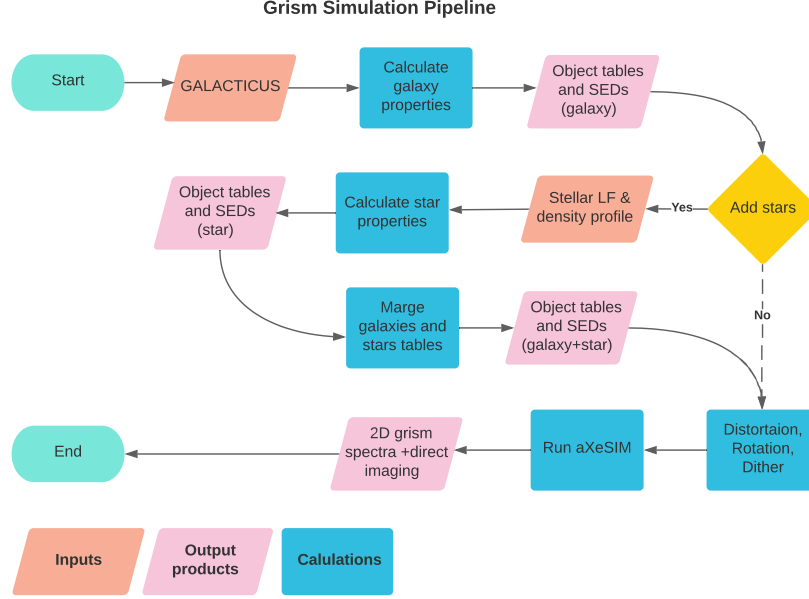 Grism Simulation Pipeline
Start
GALACTICUS
Calculate
galaxy
properties
Object tables
and SEDs
(galaxy)
Add stars
Yes
Stellar LF &
density profile
Calculate star
properties
Object tables
and SEDs
(star)
Marge
galaxies and
stars tables
Object tables
and SEDs
(galaxy+star)
No
Distortaion,
Rotation,
Dither
Run aXeSIM
2D grism
spectra +direct
imaging
End
Inputs
Output
products
Calulations